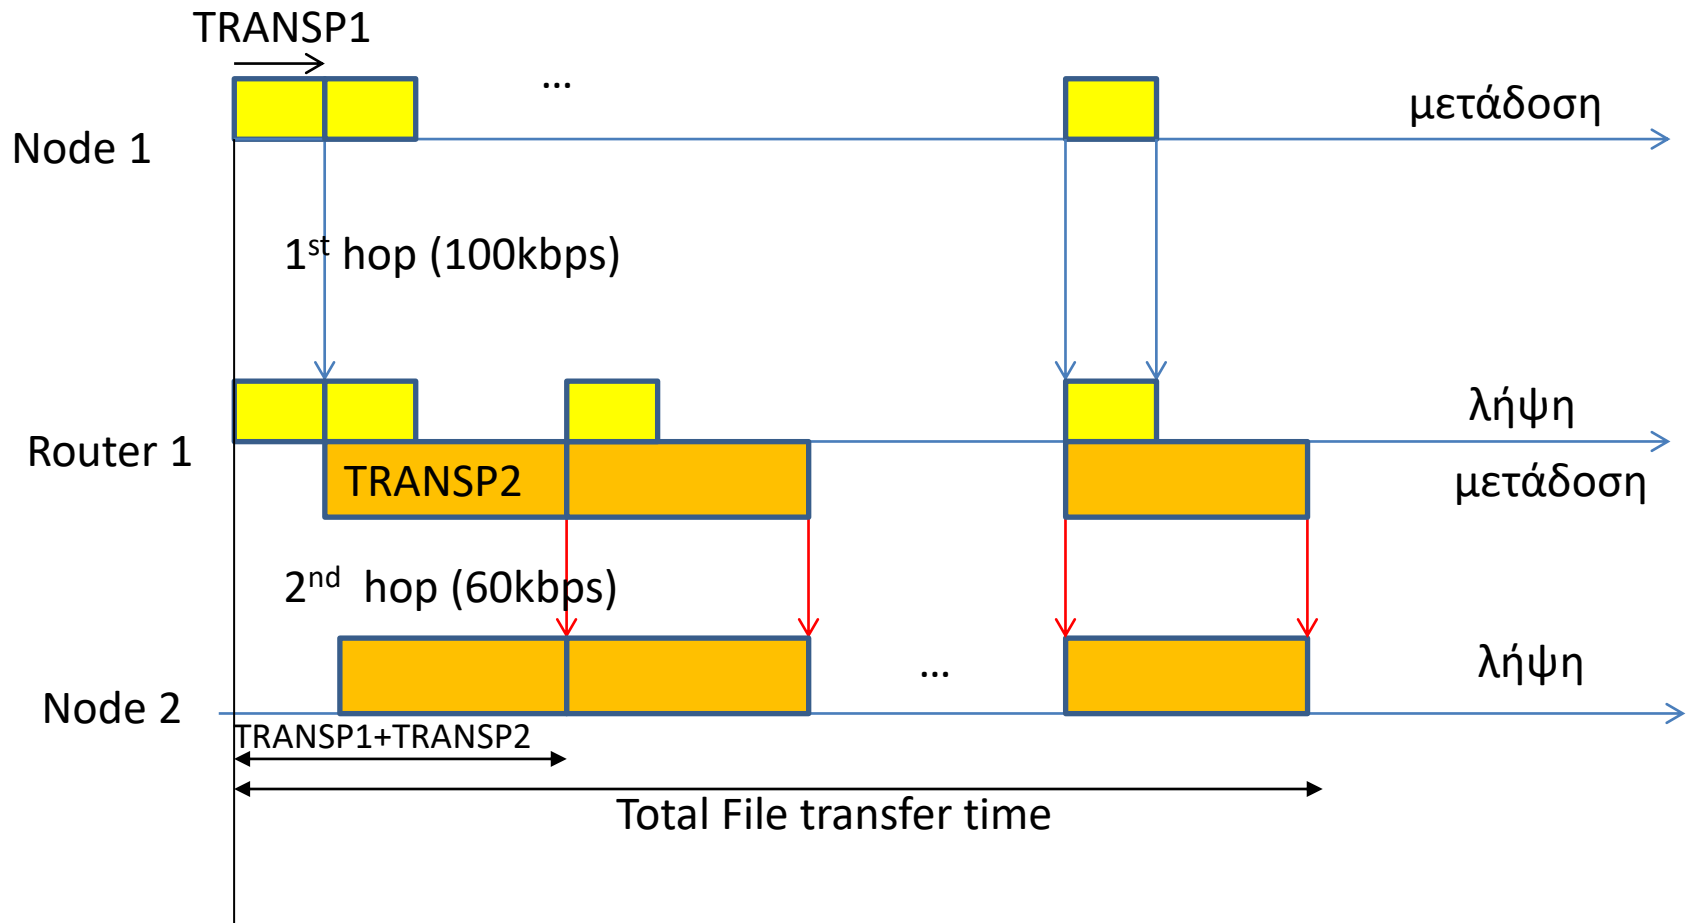 TRANSP1
...
μετάδοση
Node 1
1st hop (100kbps)
λήψη
Router 1
TRANSP2
μετάδοση
2nd hop (60kbps)
...
λήψη
Node 2
TRANSP1+TRANSP2
Total File transfer time